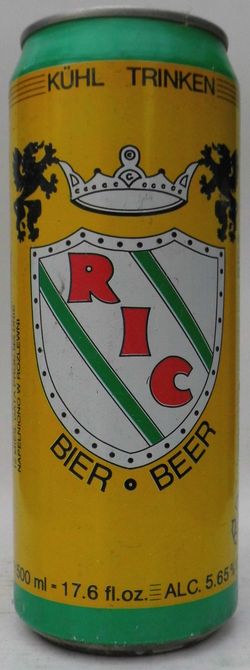 KÜHL TRINKEN
RIC
BIER • BEER
NAPEŁNIONO W ROZLEWNI
500 ml = 17.6 fl.oz. ALC. 5.65%